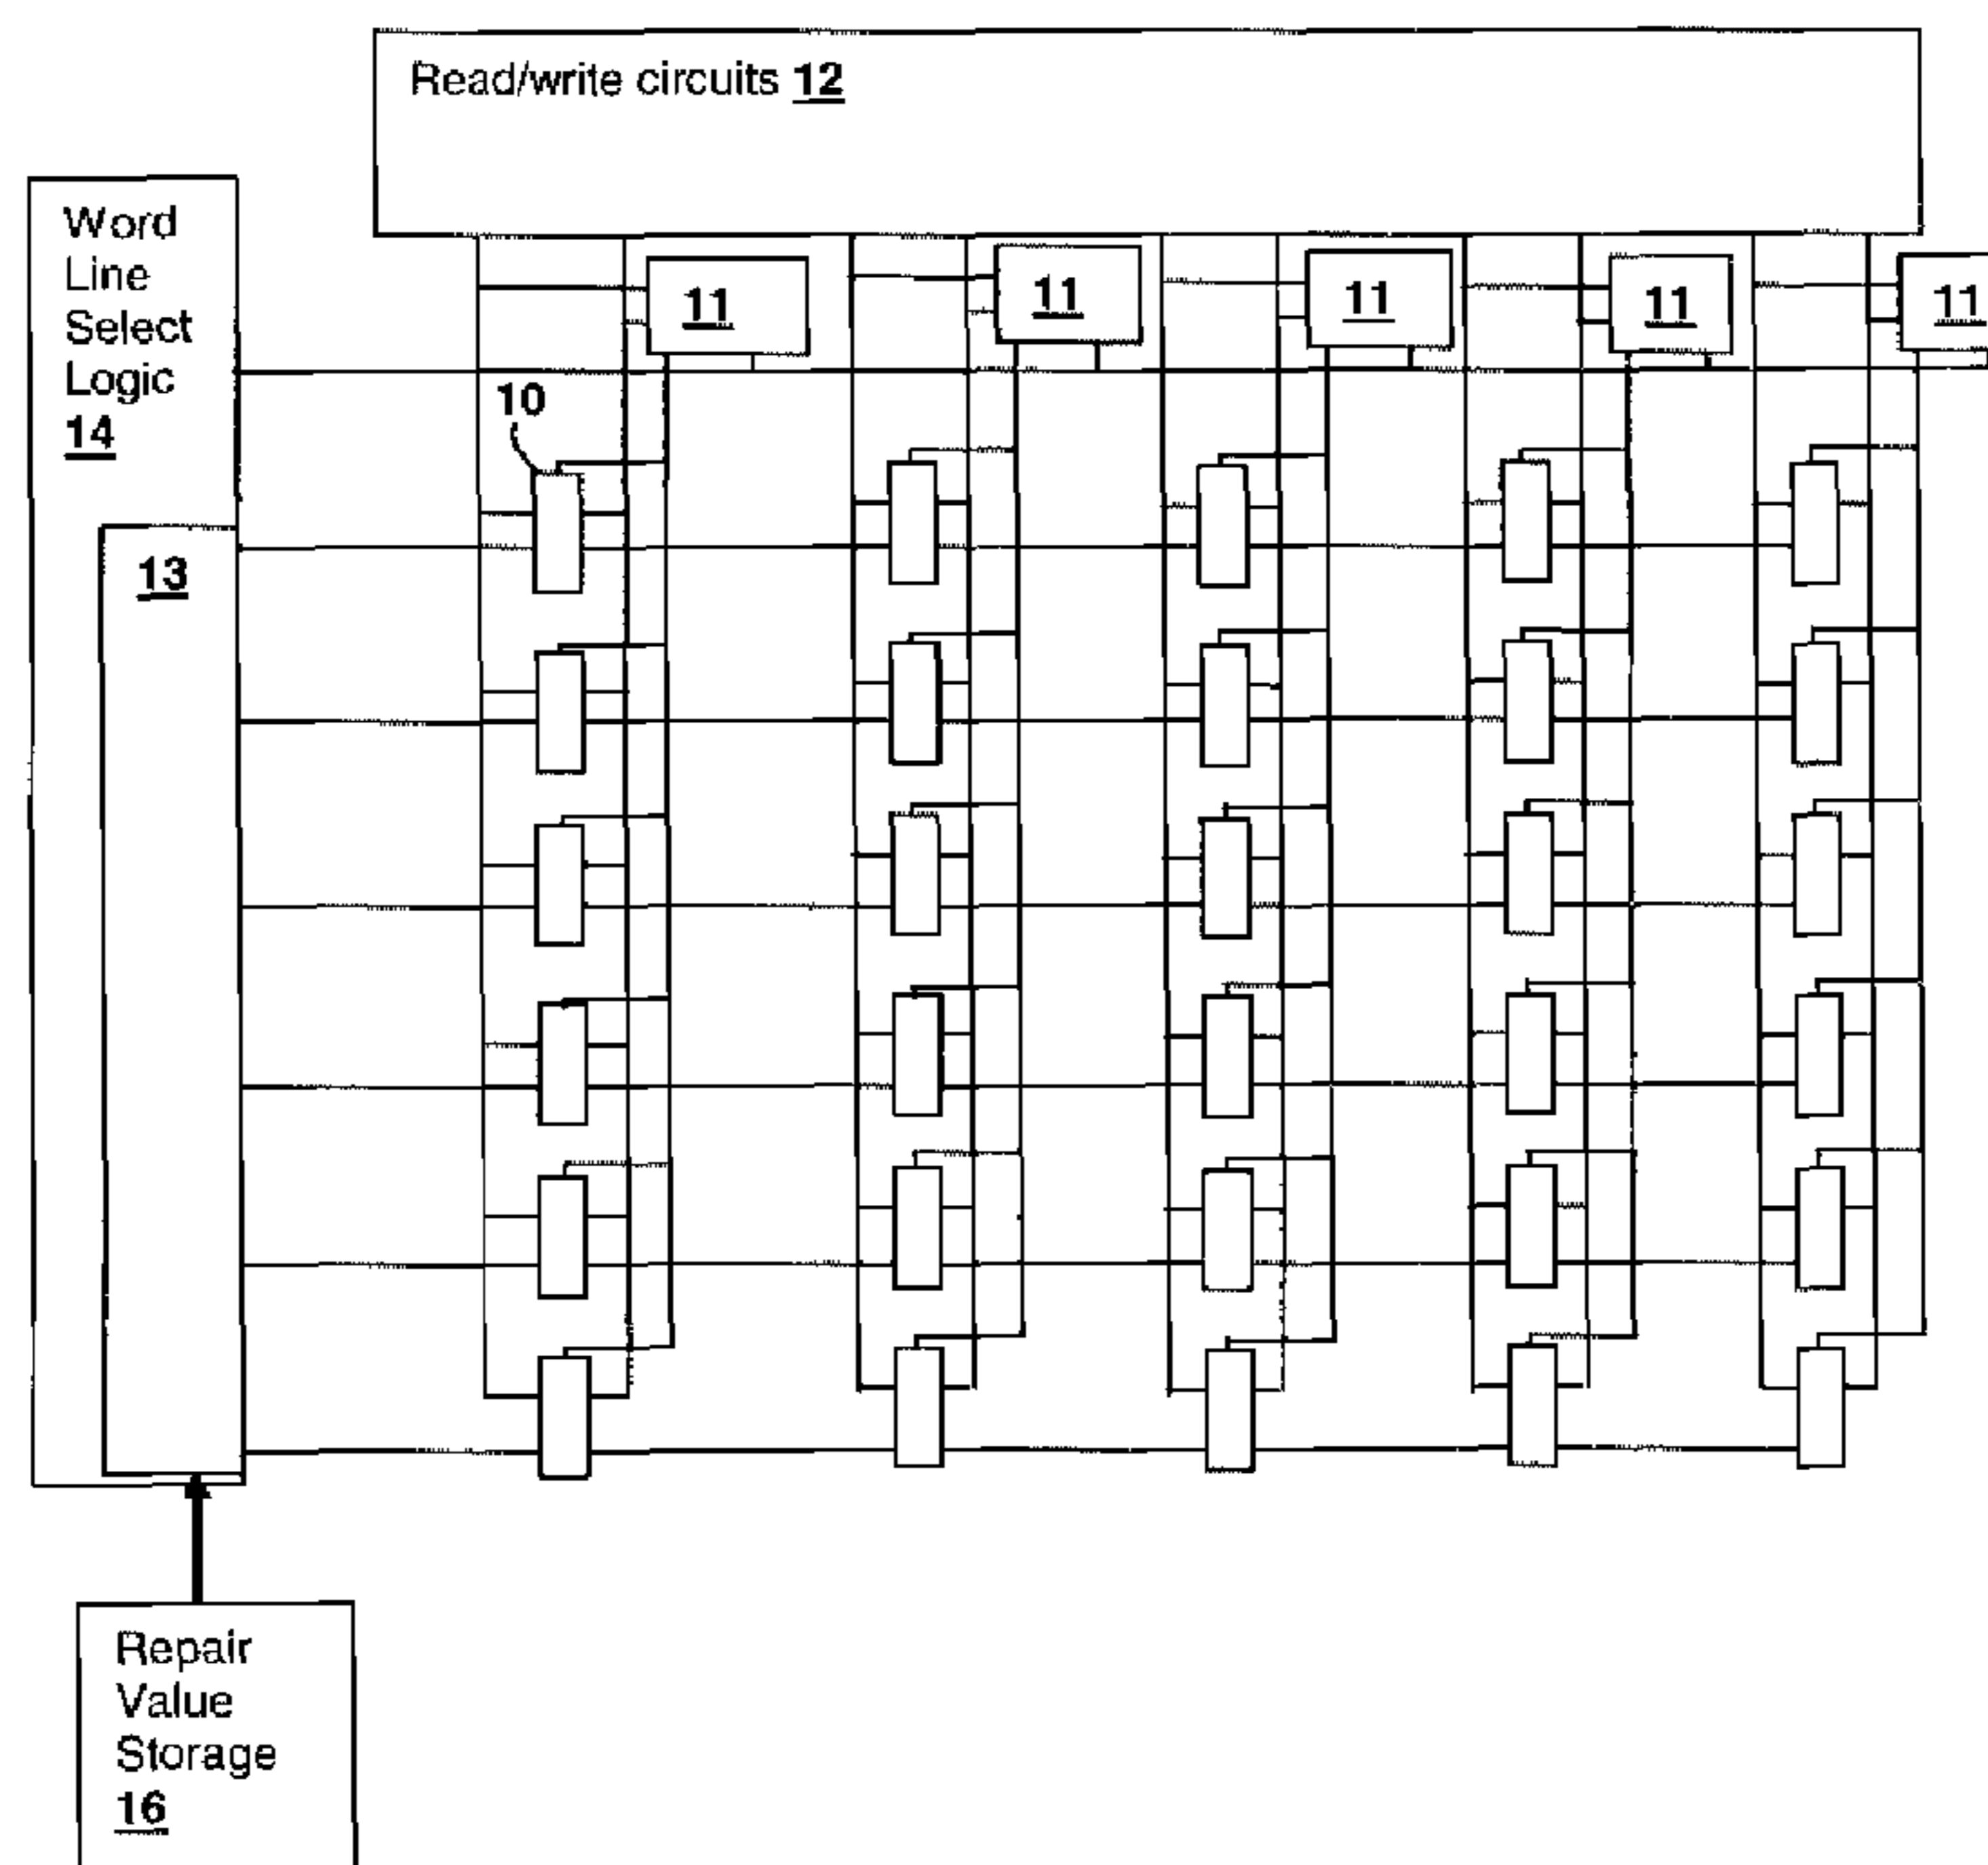 Read/write circuits 12
Word
Line
Select
Logic
14
11
11
11
11
11
10
13
Repair
Value
Storage
16